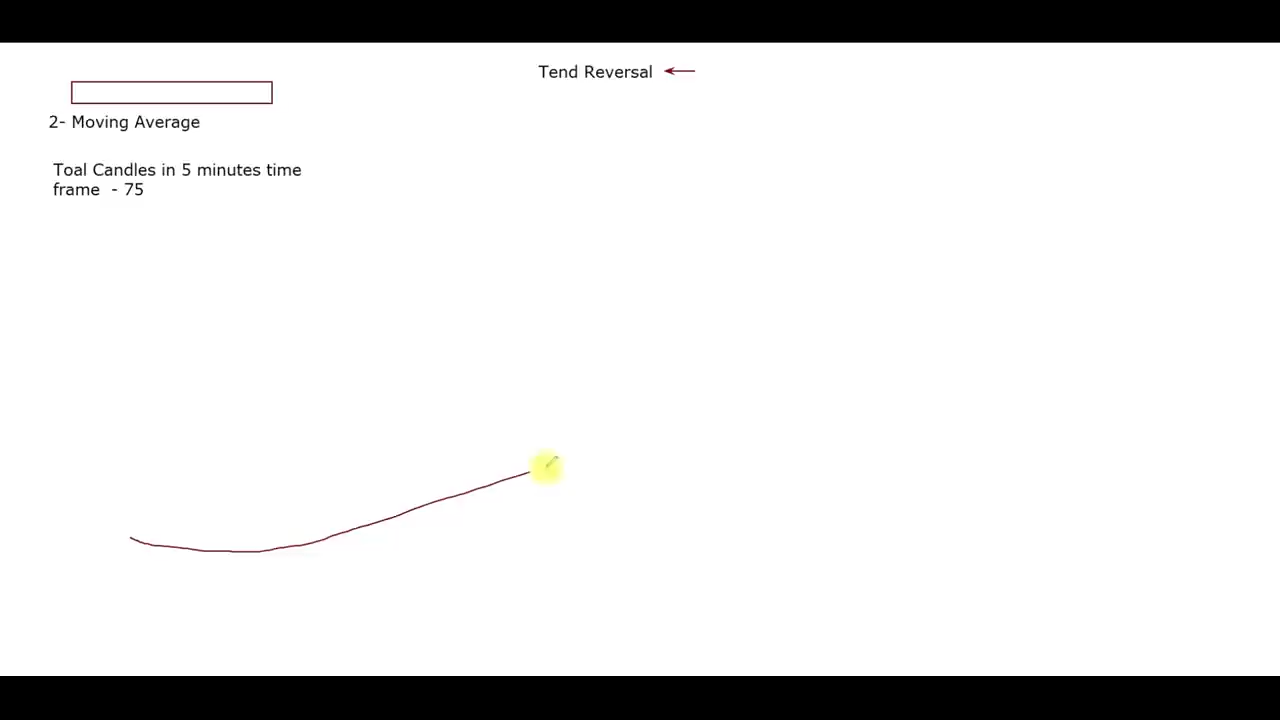 Tend Reversal
2- Moving Average
Toal Candles in 5 minutes time
frame - 75